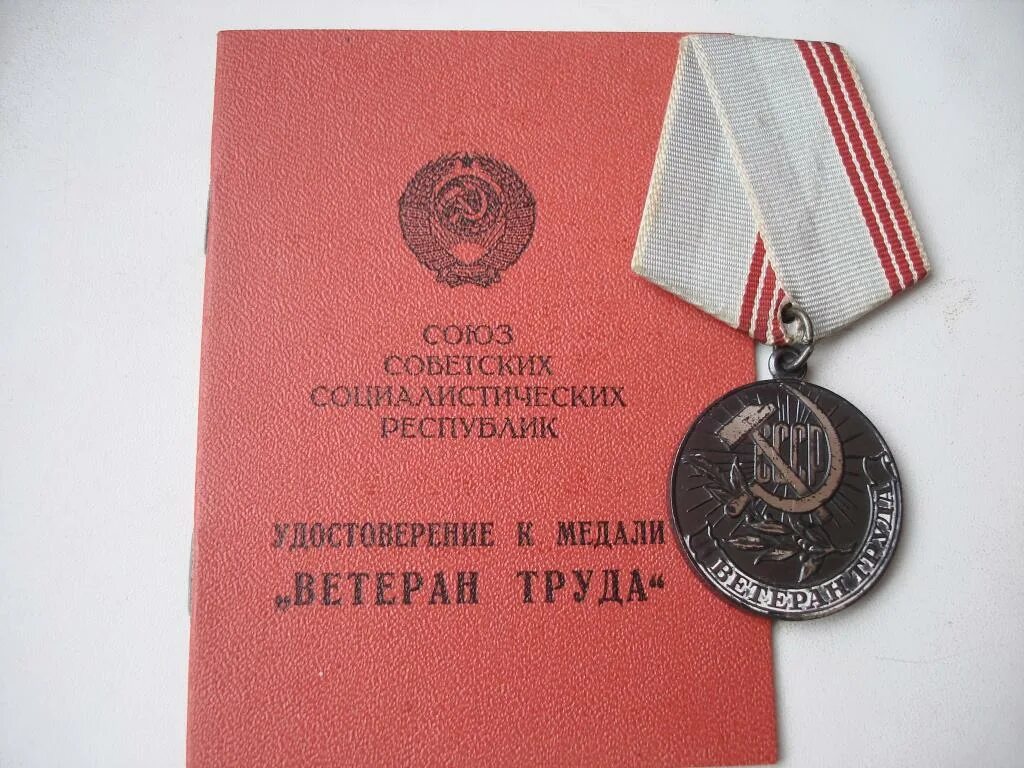 СОЮЗ
СОВЕТСКИХ
СОЦИАЛИСТИЧЕСКИХ
РЕСПУБЛИК
УДОСТОВЕРЕНИЕ К МЕДАЛИ
„ВЕТЕРАН ТРУДА“
СССР
ВЕТЕРАН ТРУДА